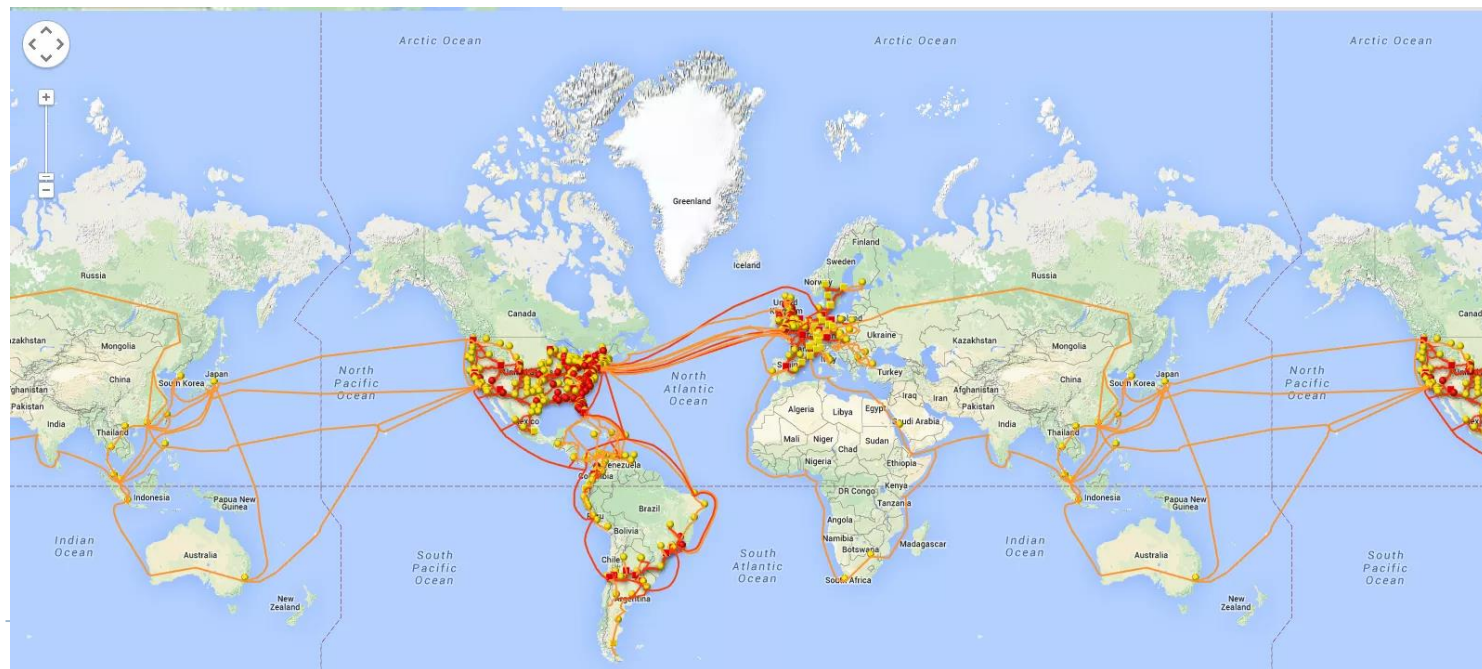 Arctic Ocean
Arctic Ocean
Arctic Ocean
Greenland
Iceland
Finland
Sweden
Norway
Russia
Russia
Canada
Ukraine
Kazakhstan
Mongolia
Mongolia
North
Pacific
Ocean
North
Atlantic
Ocean
North
Pacific
Ocean
China
South Korea
Japan
Spain
Turkey
China
South Korea
Japan
Afghanistan
Pakistan
India
Thailand
Algeria
Libya
Egypt
Iraq
Iran
Saudi Arabia
Afghanistan
Pakistan
India
Thailand
Mali
Niger
Chad
Sudan
Nigeria
Ethiopia
Venezuela
Colombia
Kenya
DR Congo
Tanzania
Indonesia
Papua New
Guinea
Peru
Brazil
Bolivia
Angola
Namibia
Botswana
Madagascar
Indonesia
Papua New
Guinea
Indian
Ocean
Australia
South
Pacific
Ocean
Chile
Argentina
South
Atlantic
Ocean
South Africa
Indian
Ocean
Australia
South
Pacific
Ocean
New
Zealand
New
Zealand